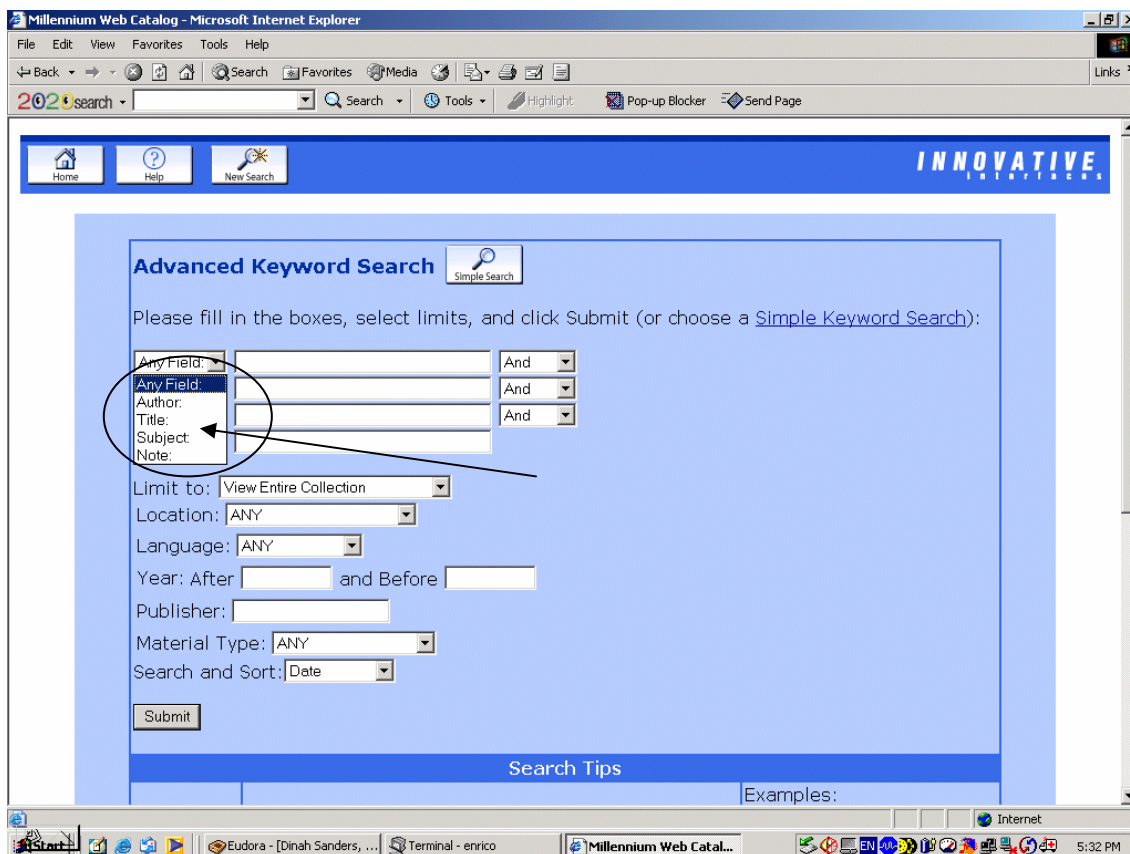 Millennium Web Catalog - Microsoft Internet Explorer
File Edit View Favorites Tools Help
Back Search Favorites Media Links
2020search Search Tools Highlight Pop-up Blocker Send Page
Home Help New Search
INNOVATIVE
interfaces
Advanced Keyword Search Simple Search
Please fill in the boxes, select limits, and click Submit (or choose a Simple Keyword Search):
Any Field: And
Any Field: And
Author:
Title: And
Subject:
Note:
Limit to: View Entire Collection
Location: ANY
Language: ANY
Year: After and Before
Publisher:
Material Type: ANY
Search and Sort: Date
Submit
Search Tips
Examples:
Internet
Start Eudora - [Dinah Sanders, ... Terminal - enrico Millennium Web Catal... EN 5:32 PM